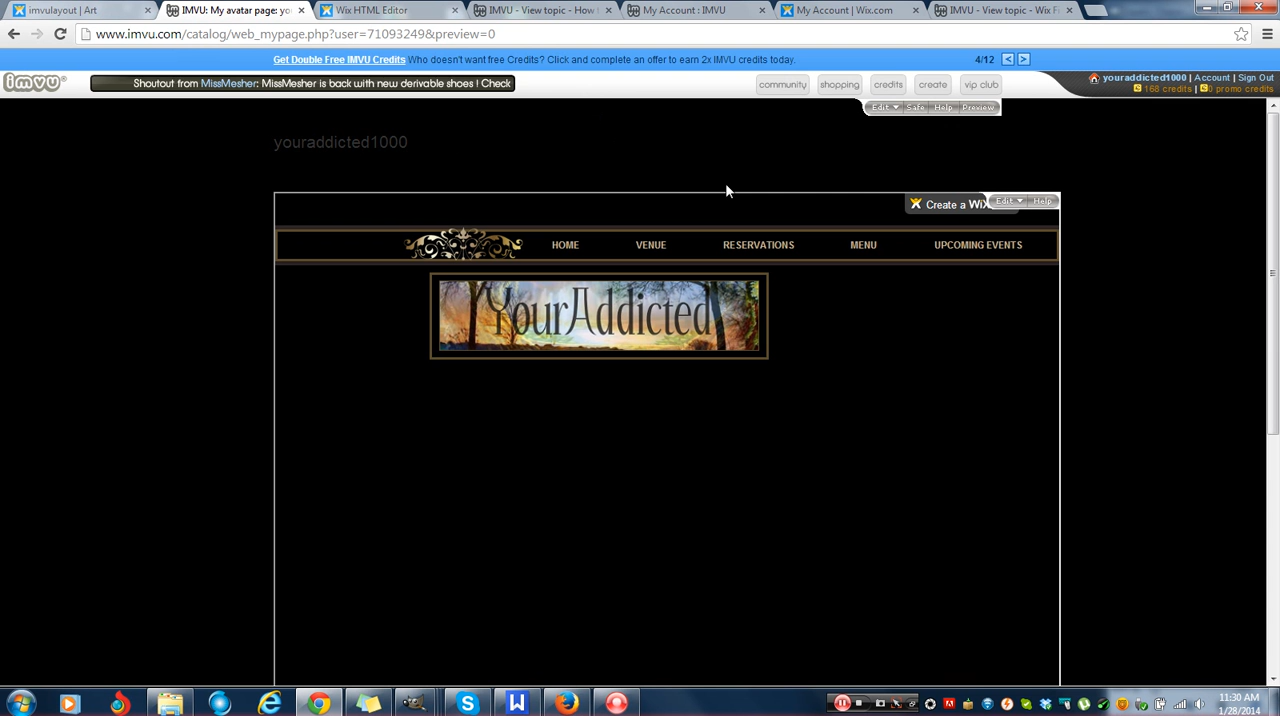 imvulayout | Art
IMVU: My avatar page: yo
Wix HTML Editor
IMVU - View topic - How
My Account : IMVU
My Account | Wix.com
IMVU - View topic - Wix F
www.imvu.com/catalog/web_mypage.php?user=71093249&preview=0
Get Double Free IMVU Credits Who doesn't want free Credits? Click and complete an offer to earn 2x IMVU credits today.
4/12
imvu
Shoutout from MissMesher: MissMesher is back with new derivable shoes ! Check
community
shopping
credits
create
vip club
youraddicted1000 | Account | Sign Out
168 credits | 0 promo credits
Edit Safe Help Preview
youraddicted1000
Create a WiX
Edit Help
HOME
VENUE
RESERVATIONS
MENU
UPCOMING EVENTS
YourAddicted
11:30 AM
1/28/2014